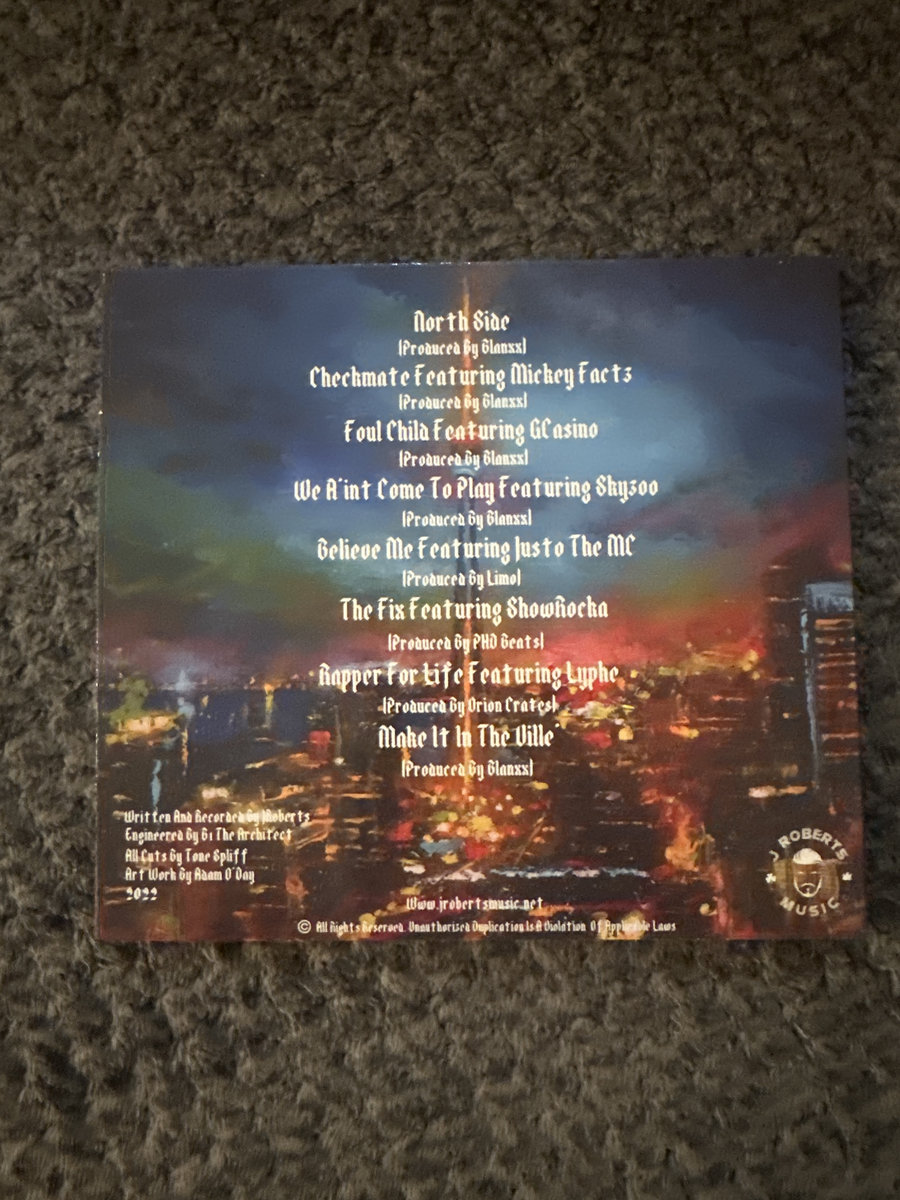 North Side
(Produced By Glanxx)
Checkmate Featuring Mickey Fact3
(Produced By Glanxx)
Foul Child Featuring GCasino
(Produced By Glanxx)
We A'int Come To Play Featuring Sky300
(Produced By Glanxx)
Believe Me Featuring Justo The MC
(Produced By Limo)
The Fix Featuring ShowRocka
(Produced By PHD Beats)
Rapper For Life Featuring Lyphe
(Produced By Orion Crates)
Make It In The Ville
(Produced By Glanxx)
Written And Recorded By JRoberts
Engineered By G1 The Architect
All Cuts By Tone Spliff
Art Work By Adam O'Day
2022
J ROBERTS
MUSIC
Www.jrobertsmusic.net
© All Rights Reserved. Unauthorized Duplication Is A Violation Of Applicable Laws